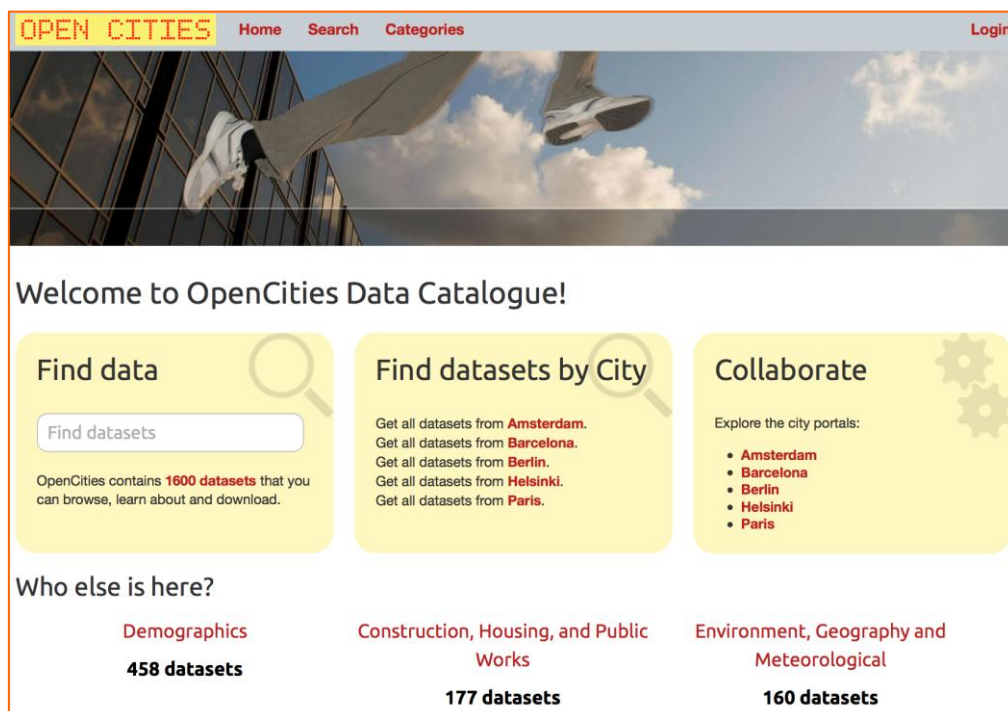 OPEN CITIES Home Search Categories Login
Welcome to OpenCities Data Catalogue!
Find data
Find datasets
OpenCities contains 1600 datasets that you
can browse, learn about and download.
Find datasets by City
Get all datasets from Amsterdam.
Get all datasets from Barcelona.
Get all datasets from Berlin.
Get all datasets from Helsinki.
Get all datasets from Paris.
Collaborate
Explore the city portals:
• Amsterdam
• Barcelona
• Berlin
• Helsinki
• Paris
Who else is here?
Demographics
458 datasets
Construction, Housing, and Public
Works
177 datasets
Environment, Geography and
Meteorological
160 datasets